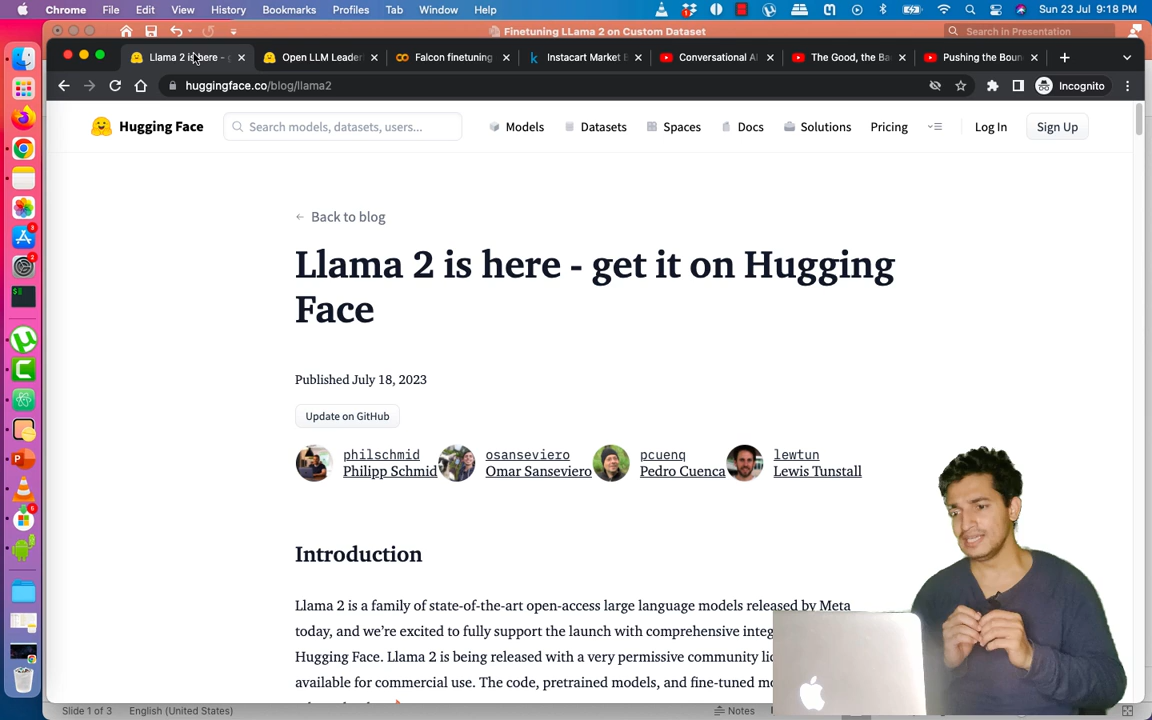 Chrome File Edit View History Bookmarks Profiles Tab Window Help Sun 23 Jul 9:18 PM
Finetuning LLama 2 on Custom Dataset
Search in Presentation
Llama 2 is here - g
Open LLM Leader
Falcon finetuning
Instacart Market B
Conversational AI
The Good, the Ba
Pushing the Boun
huggingface.co/blog/llama2
Incognito
Hugging Face
Search models, datasets, users...
Models Datasets Spaces Docs Solutions Pricing Log In Sign Up
← Back to blog
Llama 2 is here - get it on Hugging
Face
Published July 18, 2023
Update on GitHub
philschmid osanseviero pcuenq lewtun
Philipp Schmid Omar Sanseviero Pedro Cuenca Lewis Tunstall
Introduction
Llama 2 is a family of state-of-the-art open-access large language models released by Meta
today, and we're excited to fully support the launch with comprehensive integ
Hugging Face. Llama 2 is being released with a very permissive community lic
available for commercial use. The code, pretrained models, and fine-tuned mo
Slide 1 of 3 English (United States) Notes